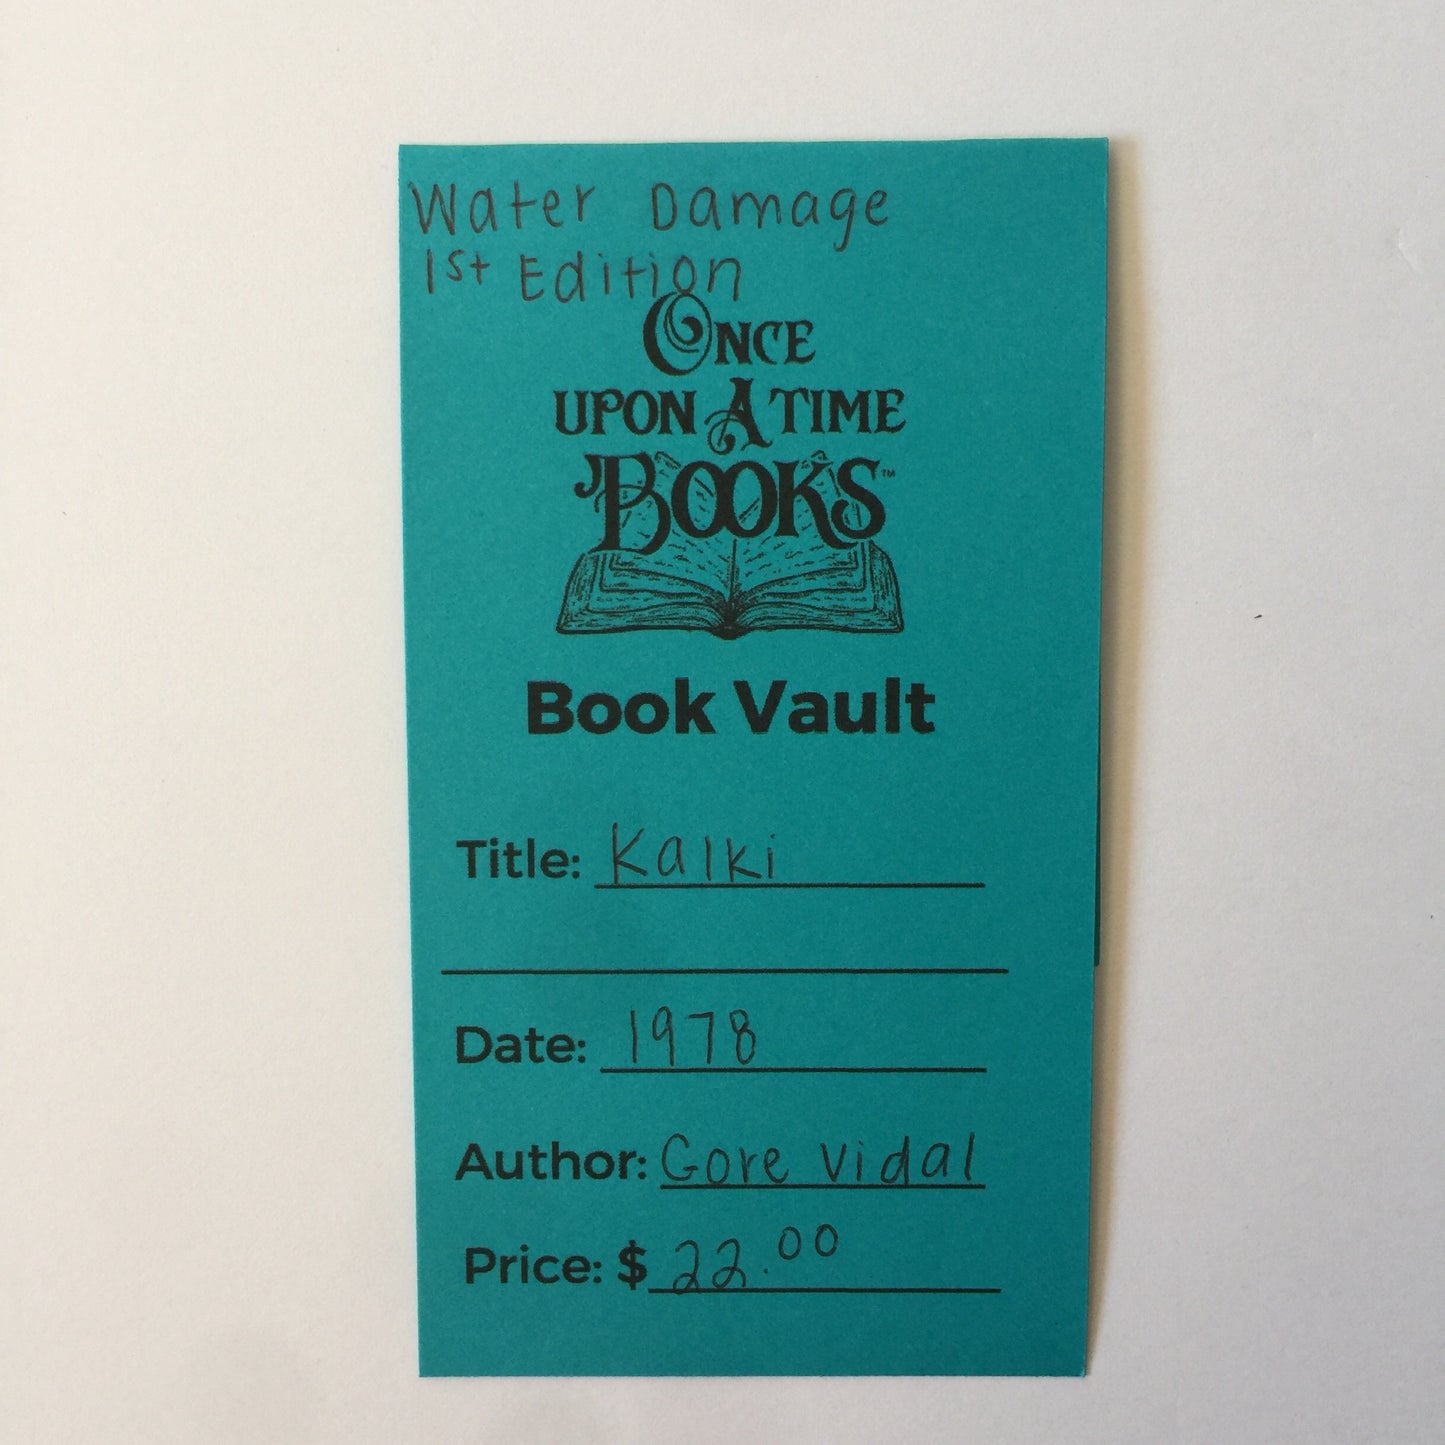 Water Damage
1st Edition
ONCE
UPON A TIME
BOOKS™
Book Vault
Title: Kalki
Date: 1978
Author: Gore Vidal
Price: $ 22.00